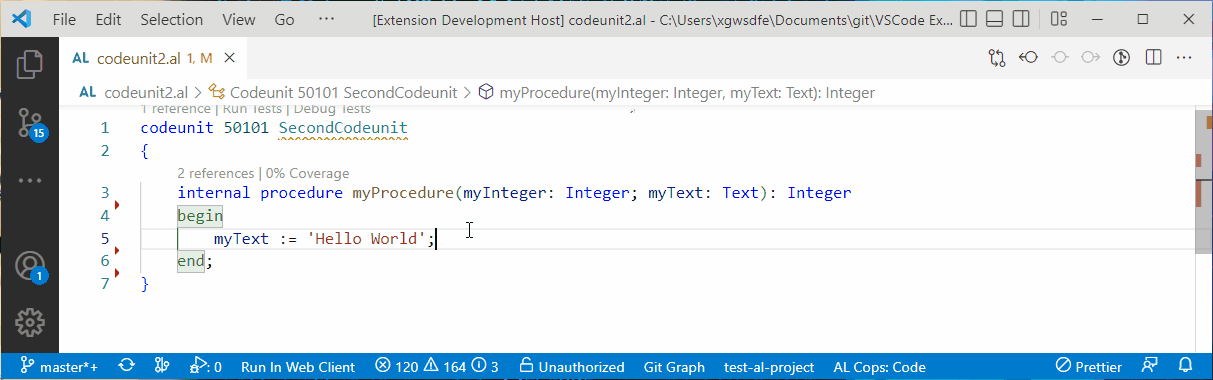 File Edit Selection View Go ··· [Extension Development Host] codeunit2.al - C:\Users\xgwsdfe\Documents\git\VSCode Ex...
AL codeunit2.al 1, M
AL codeunit2.al > Codeunit 50101 SecondCodeunit > myProcedure(myInteger: Integer, myText: Text): Integer
1 reference | Run Tests | Debug Tests
1 codeunit 50101 SecondCodeunit
2 {
2 references | 0% Coverage
3 internal procedure myProcedure(myInteger: Integer; myText: Text): Integer
4 begin
5 myText := 'Hello World';
6 end;
7 }
15
1
master*+ : 0 Run In Web Client 120 164 3 Unauthorized Git Graph test-al-project AL Cops: Code Prettier